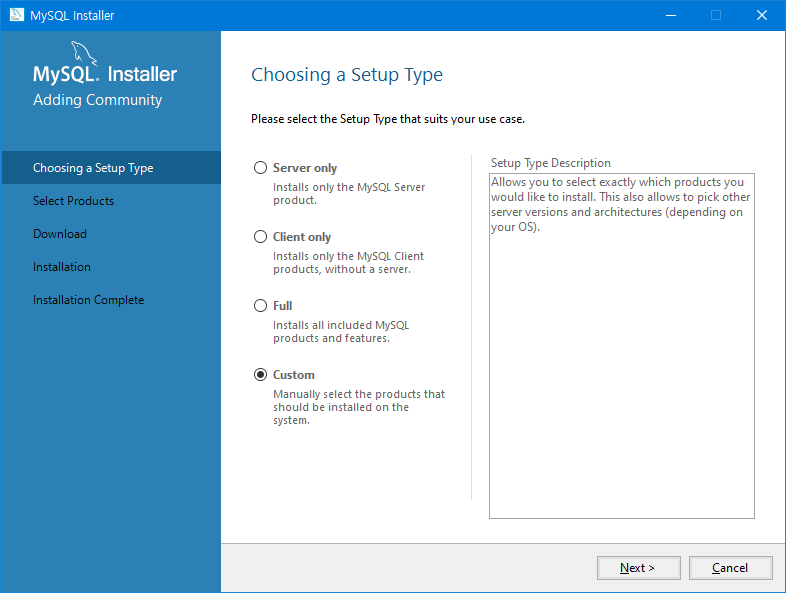 MySQL Installer
MySQL. Installer
Adding Community
Choosing a Setup Type
Select Products
Download
Installation
Installation Complete
Choosing a Setup Type
Please select the Setup Type that suits your use case.
Server only
Installs only the MySQL Server
product.
Client only
Installs only the MySQL Client
products, without a server.
Full
Installs all included MySQL
products and features.
Custom
Manually select the products that
should be installed on the
system.
Setup Type Description
Allows you to select exactly which products you
would like to install. This also allows to pick other
server versions and architectures (depending on
your OS).
Next >
Cancel